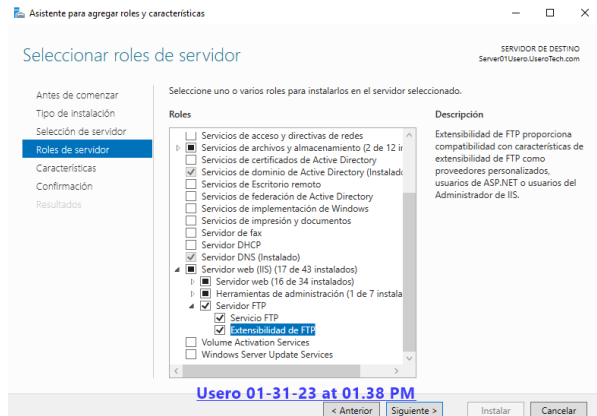 Asistente para agregar roles y características
Seleccionar roles de servidor
SERVIDOR DE DESTINO
Server01Usero.UseroTech.com
Antes de comenzar
Tipo de instalación
Selección de servidor
Roles de servidor
Características
Confirmación
Resultados
Seleccione uno o varios roles para instalarlos en el servidor seleccionado.
Roles
Servicios de acceso y directivas de redes
Servicios de archivos y almacenamiento (2 de 12 ir
Servicios de certificados de Active Directory
Servicios de dominio de Active Directory (Instalado
Servicios de Escritorio remoto
Servicios de federación de Active Directory
Servicios de implementación de Windows
Servicios de impresión y documentos
Servidor de fax
Servidor DHCP
Servidor DNS (Instalado)
Servidor web (IIS) (17 de 43 instalados)
Servidor web (16 de 34 instalados)
Herramientas de administración (1 de 7 instala
Servidor FTP
Servicio FTP
Extensibilidad de FTP
Volume Activation Services
Windows Server Update Services
Descripción
Extensibilidad de FTP proporciona
compatibilidad con características de
extensibilidad de FTP como
proveedores personalizados,
usuarios de ASP.NET o usuarios del
Administrador de IIS.
Usero 01-31-23 at 01.38 PM
< Anterior
Siguiente >
Instalar
Cancelar